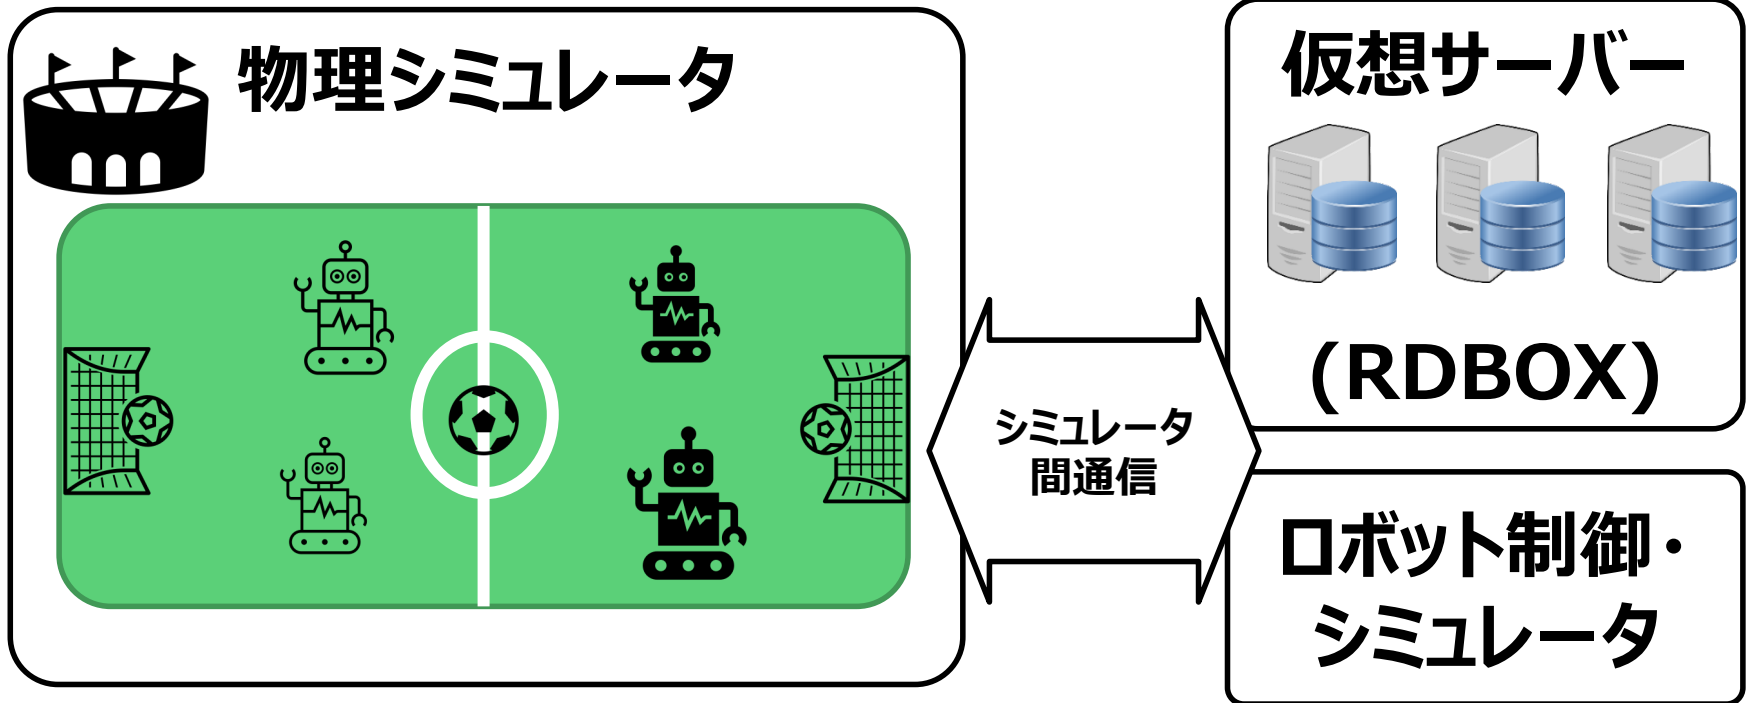 物理シミュレータ
仮想サーバー
(RDBOX)
シミュレータ
間通信
ロボット制御・
シミュレータ